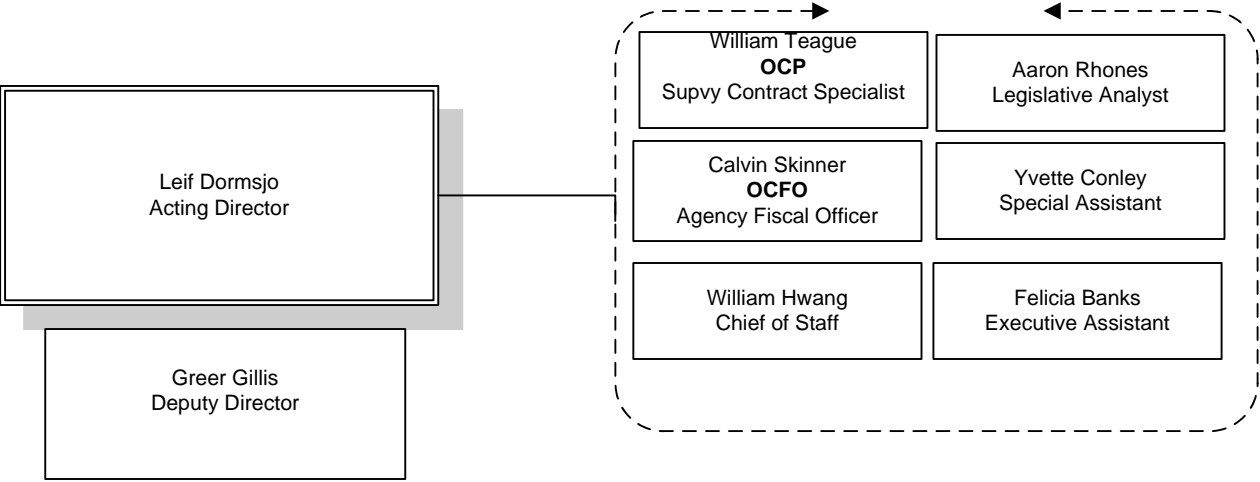 Leif Dormsjo
Acting Director
Greer Gillis
Deputy Director
William Teague
OCP
Supvy Contract Specialist
Aaron Rhones
Legislative Analyst
Calvin Skinner
OCFO
Agency Fiscal Officer
Yvette Conley
Special Assistant
William Hwang
Chief of Staff
Felicia Banks
Executive Assistant